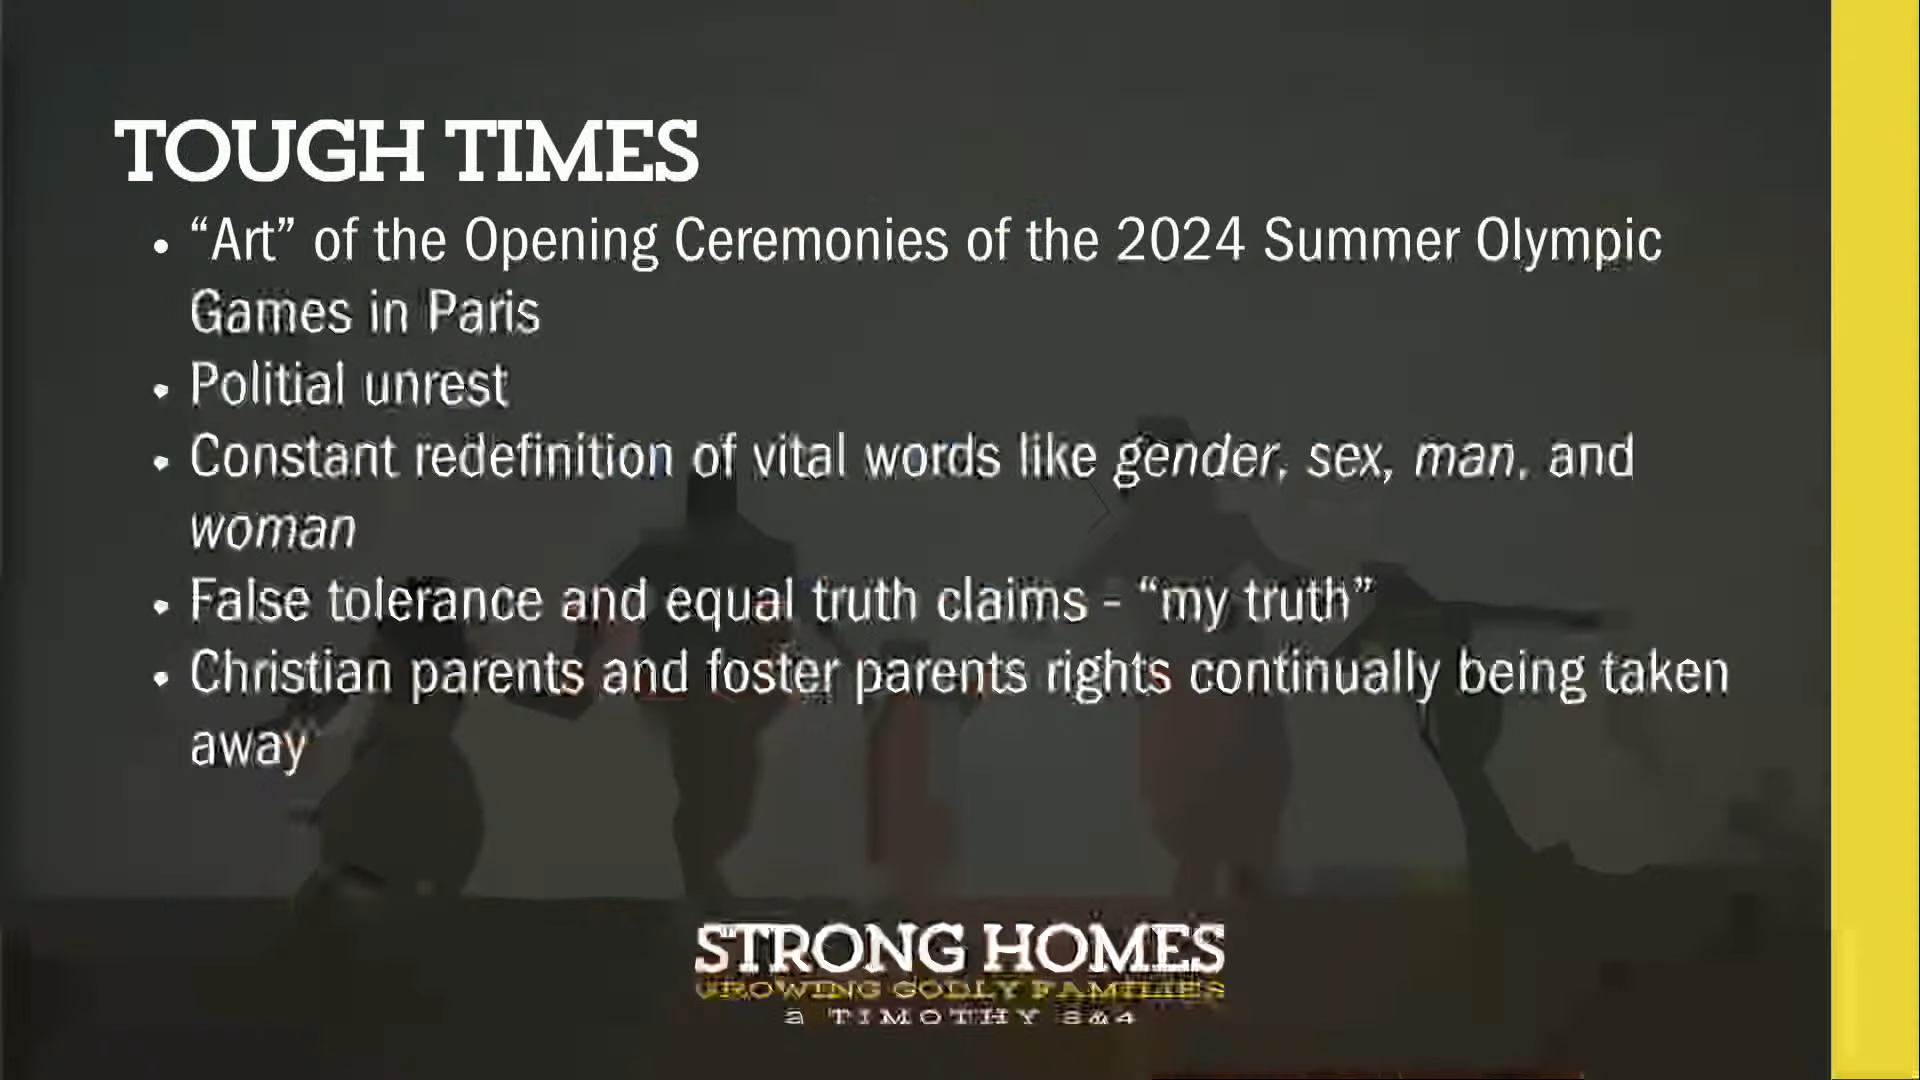 TOUGH TIMES
• “Art” of the Opening Ceremonies of the 2024 Summer Olympic
Games in Paris
• Politial unrest
• Constant redefinition of vital words like gender, sex, man, and
woman
• False tolerance and equal truth claims - “my truth”
• Christian parents and foster parents rights continually being taken
away
STRONG HOMES
GROWING GODLY FAMILIES
2 TIMOTHY 3&4